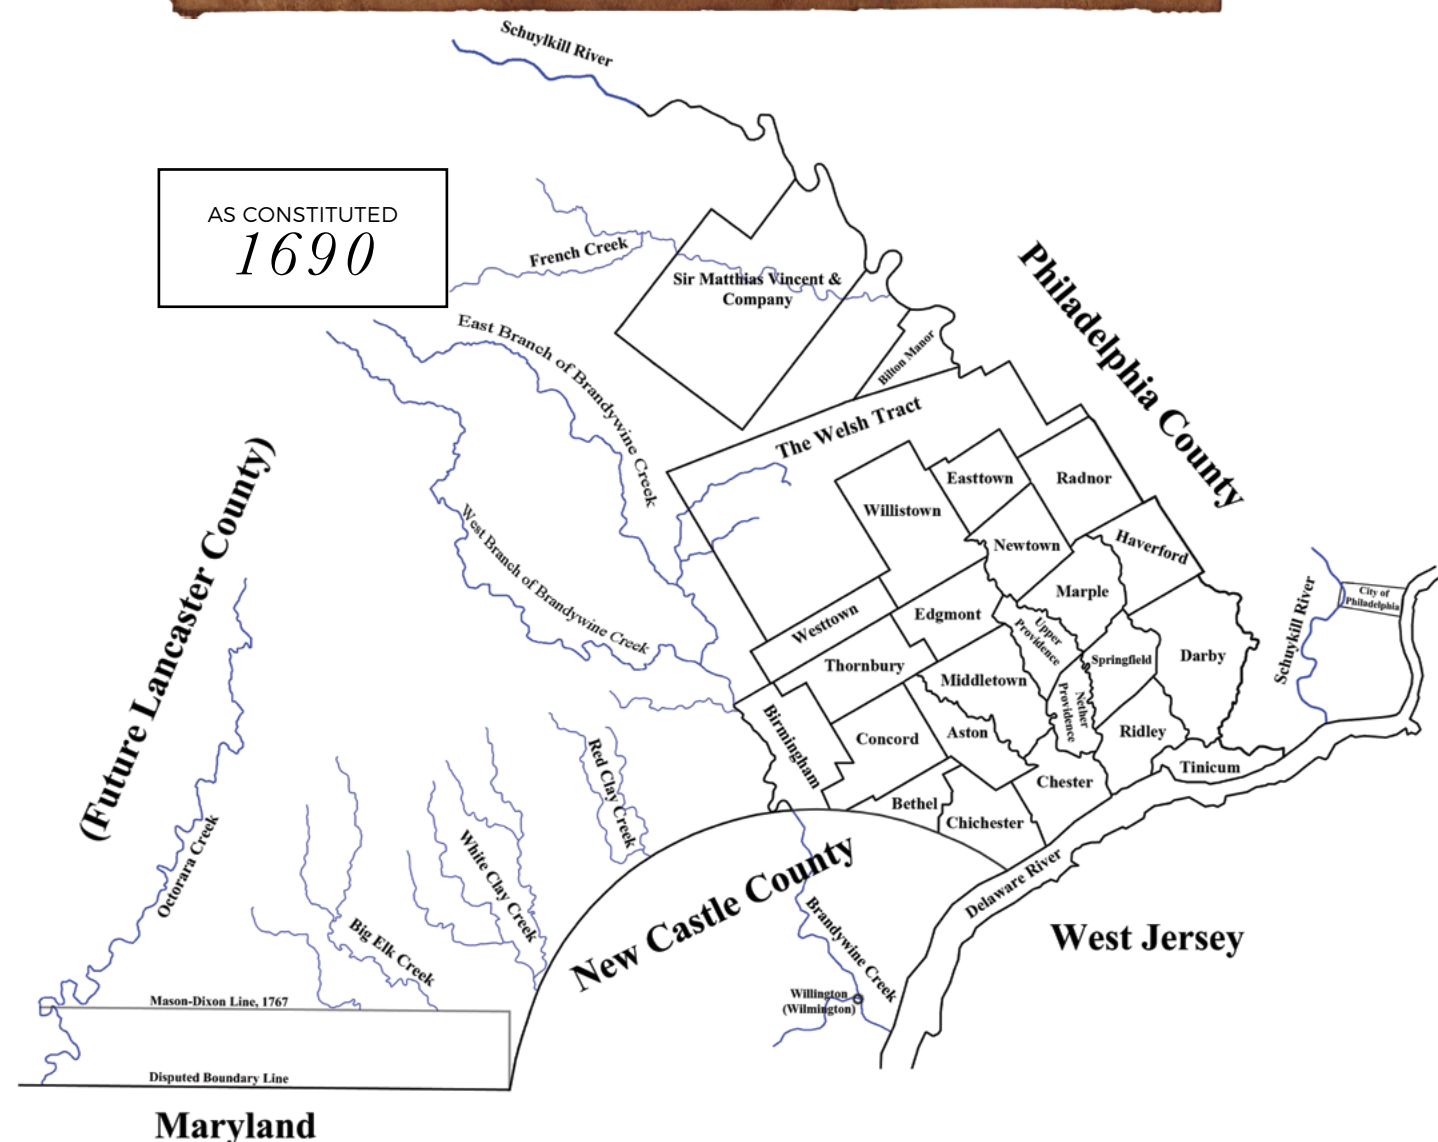 Schuylkill River
AS CONSTITUTED
1690
French Creek
Sir Matthias Vincent &
Company
Philadelphia County
East Branch of Brandywine Creek
Bilton Manor
The Welsh Tract
(Future Lancaster County)
Easttown
Radnor
Willistown
West Branch of Brandywine Creek
Newtown
Haverford
Marple
City of
Philadelphia
Schuykill River
Westtown
Edgmont
Upper
Providence
Thornbury
Springfield
Darby
Middletown
Nether
Providence
Birmingham
Concord
Aston
Ridley
Red Clay Creek
Tinicum
Chester
Bethel
Chichester
Octorara Creek
White Clay Creek
New Castle County
Delaware River
Big Elk Creek
Brandywine Creek
West Jersey
Willington
(Wilmington)
Mason-Dixon Line, 1767
Disputed Boundary Line
Maryland